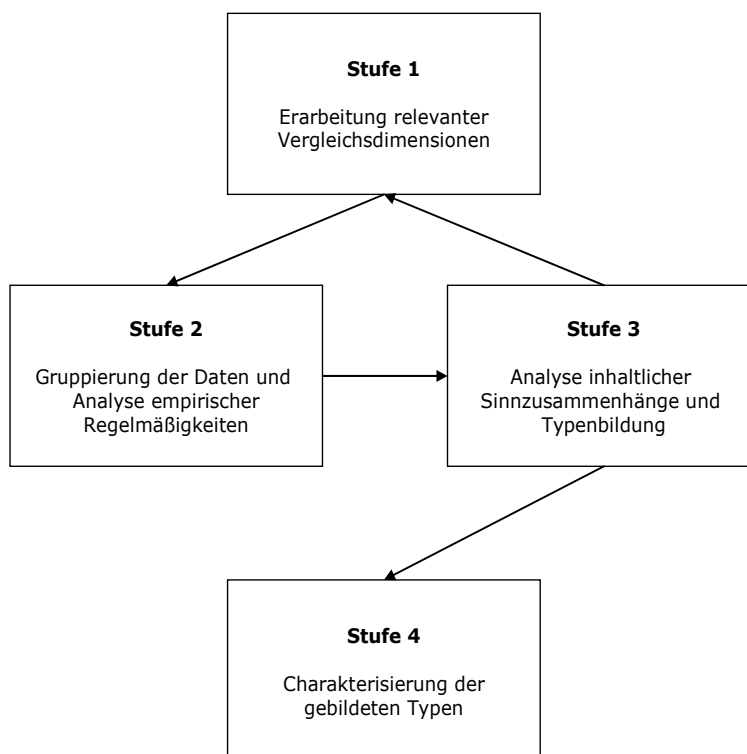 Stufe 1
Erarbeitung relevanter
Vergleichsdimensionen
Stufe 2
Gruppierung der Daten und
Analyse empirischer
Regelmäßigkeiten
Stufe 3
Analyse inhaltlicher
Sinnzusammenhänge und
Typenbildung
Stufe 4
Charakterisierung der
gebildeten Typen